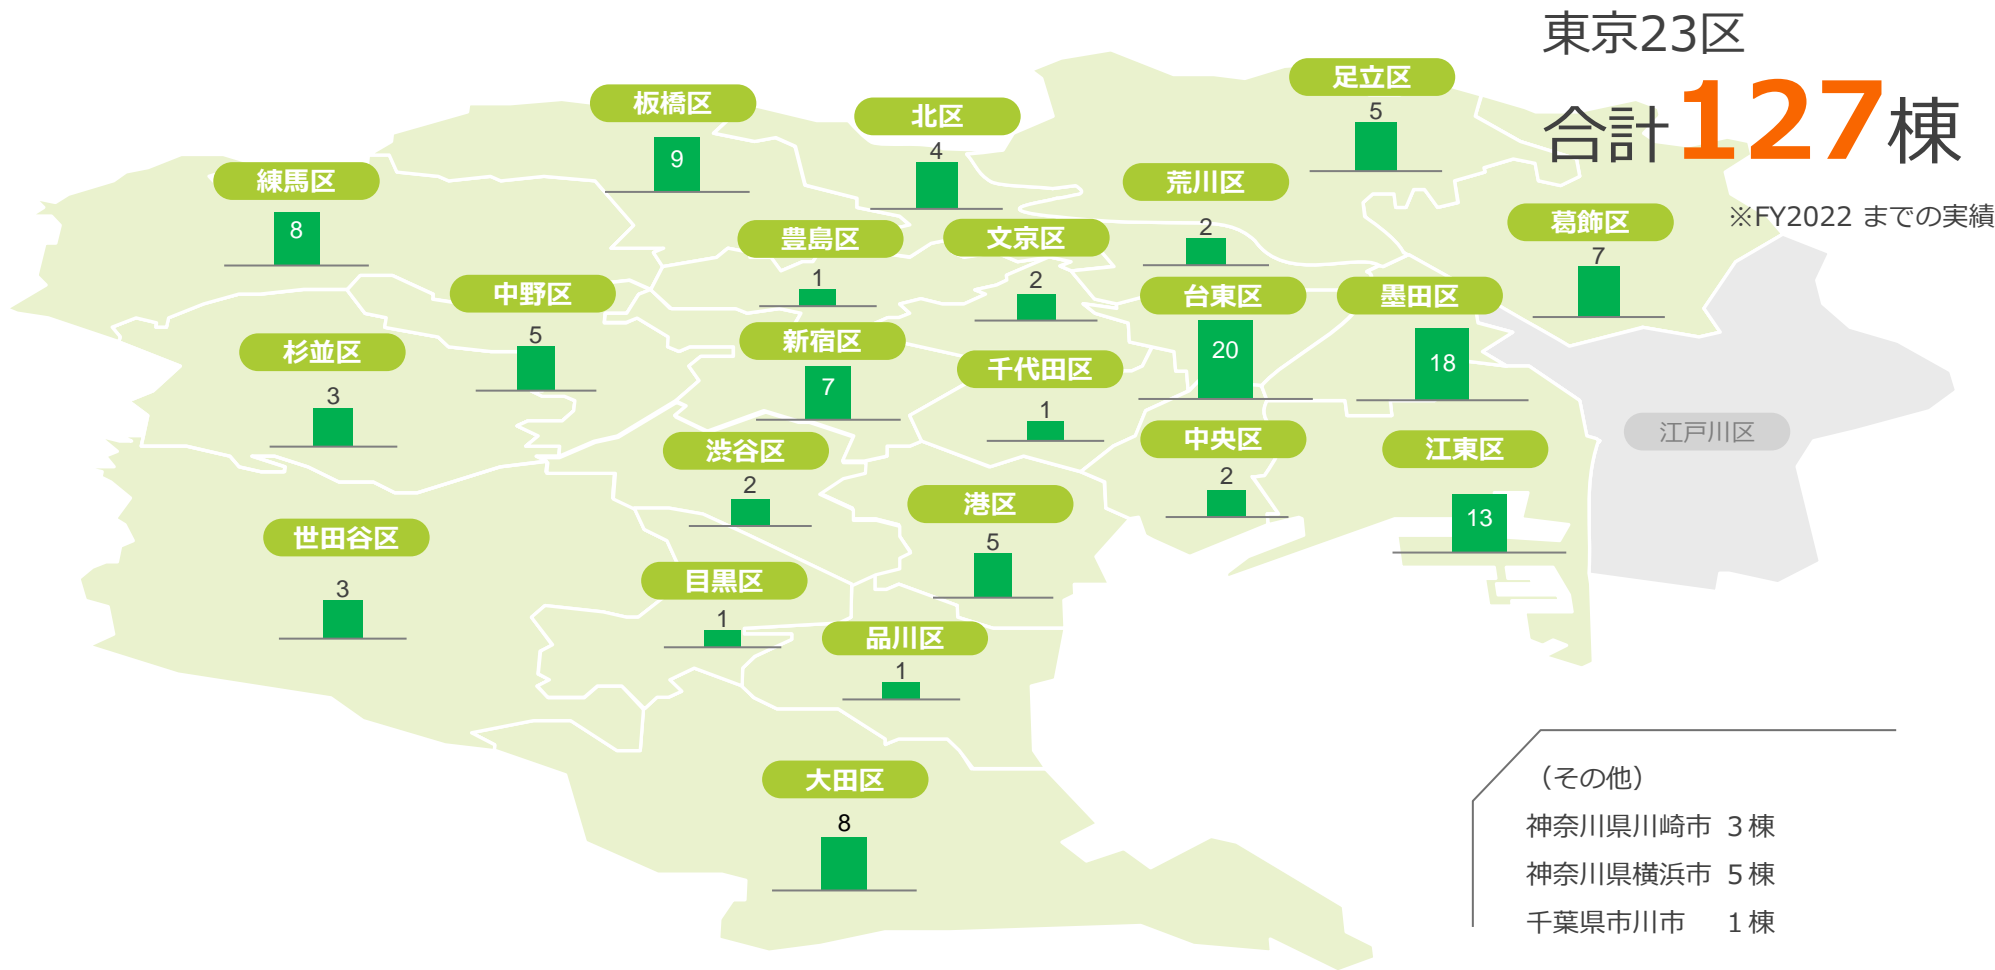 東京23区
合計127棟
※FY2022 までの実績
足立区
5
板橋区
9
北区
4
練馬区
8
荒川区
2
葛飾区
7
豊島区
1
文京区
2
中野区
5
台東区
20
墨田区
18
杉並区
3
新宿区
7
千代田区
1
江戸川区
渋谷区
2
中央区
2
江東区
13
港区
5
世田谷区
3
目黒区
1
品川区
1
大田区
8
（その他）
神奈川県川崎市 3棟
神奈川県横浜市 5棟
千葉県市川市 1棟